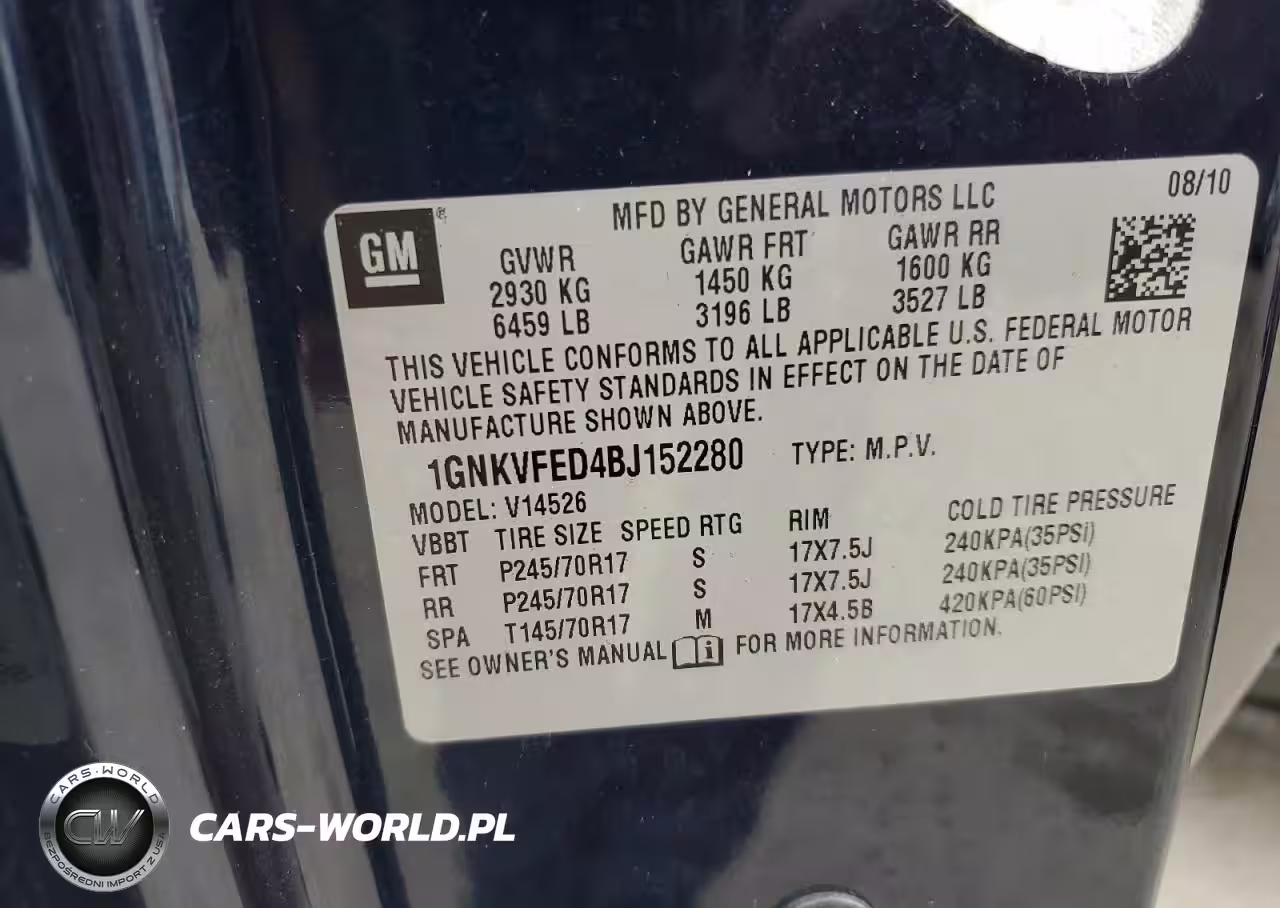 MFD BY GENERAL MOTORS LLC 08/10
GM®
GVWR GAWR FRT GAWR RR
2930 KG 1450 KG 1600 KG
6459 LB 3196 LB 3527 LB
THIS VEHICLE CONFORMS TO ALL APPLICABLE U.S. FEDERAL MOTOR
VEHICLE SAFETY STANDARDS IN EFFECT ON THE DATE OF
MANUFACTURE SHOWN ABOVE.
1GNKVFED4BJ152280 TYPE: M.P.V.
MODEL: V14526
VBBT TIRE SIZE SPEED RTG RIM COLD TIRE PRESSURE
FRT P245/70R17 S 17X7.5J 240KPA(35PSI)
RR P245/70R17 S 17X7.5J 240KPA(35PSI)
SPA T145/70R17 M 17X4.5B 420KPA(60PSI)
SEE OWNER'S MANUAL i FOR MORE INFORMATION.
CARS-WORLD
CW
BEZPOŚREDNI IMPORT Z USA
CARS-WORLD.PL